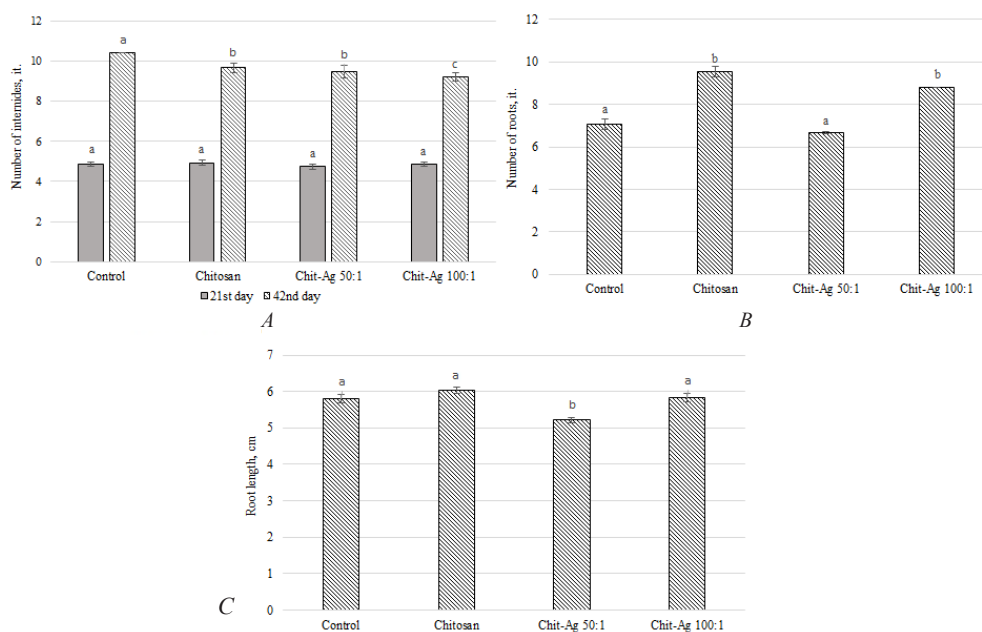 12
10
8
6
4
2
0
Number of internides, it.
a
a
a
b
a
b
a
c
Control
Chitosan
Chit-Ag 50:1
Chit-Ag 100:1
21st day
42nd day
A
12
10
8
6
4
2
0
Number of roots, it.
a
b
a
b
Control
Chitosan
Chit-Ag 50:1
Chit-Ag 100:1
B
7
6
5
4
3
2
1
0
Root length, cm
a
a
b
a
Control
Chitosan
Chit-Ag 50:1
Chit-Ag 100:1
C